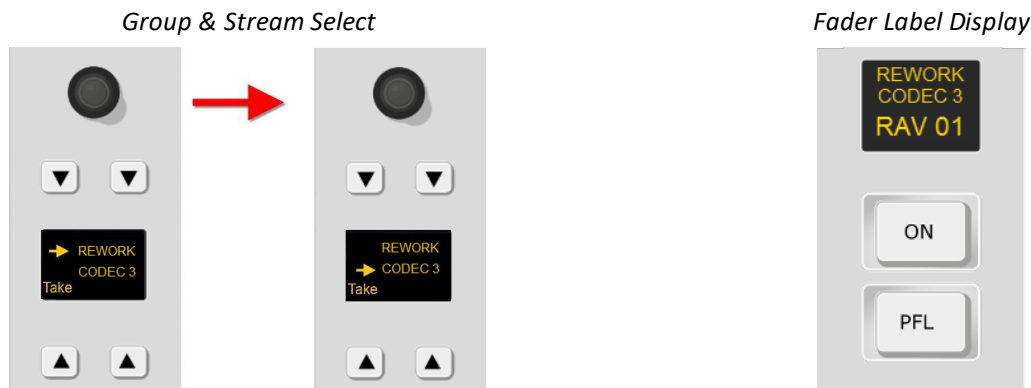 Group & Stream Select
Fader Label Display
REWORK
CODEC 3
Take
REWORK
CODEC 3
Take
REWORK
CODEC 3
RAV 01
ON
PFL